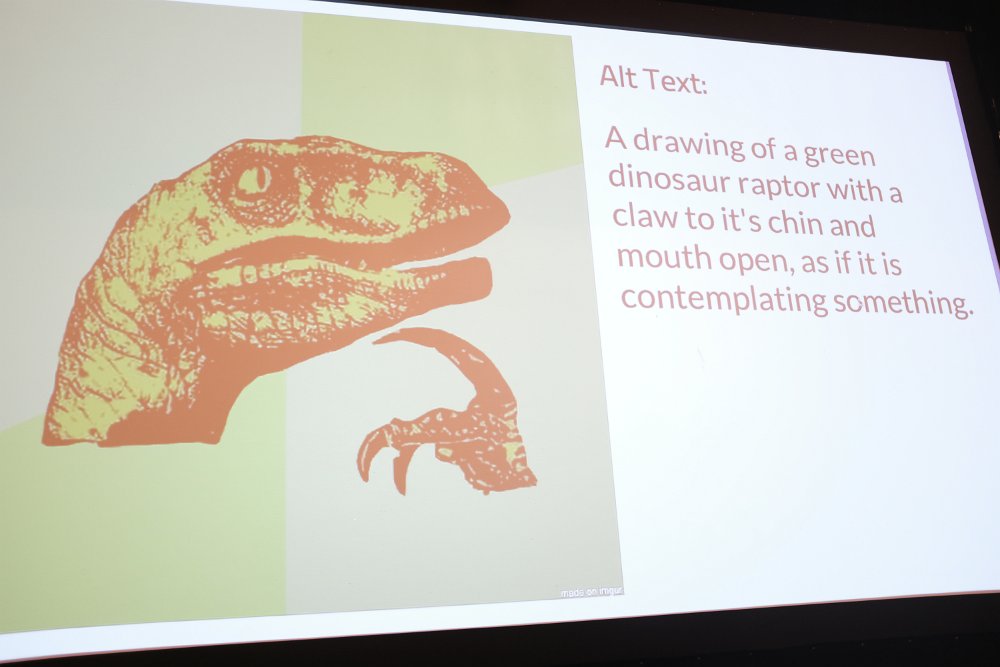 Alt Text:
A drawing of a green
dinosaur raptor with a
claw to it's chin and
mouth open, as if it is
contemplating something.
made on imgur